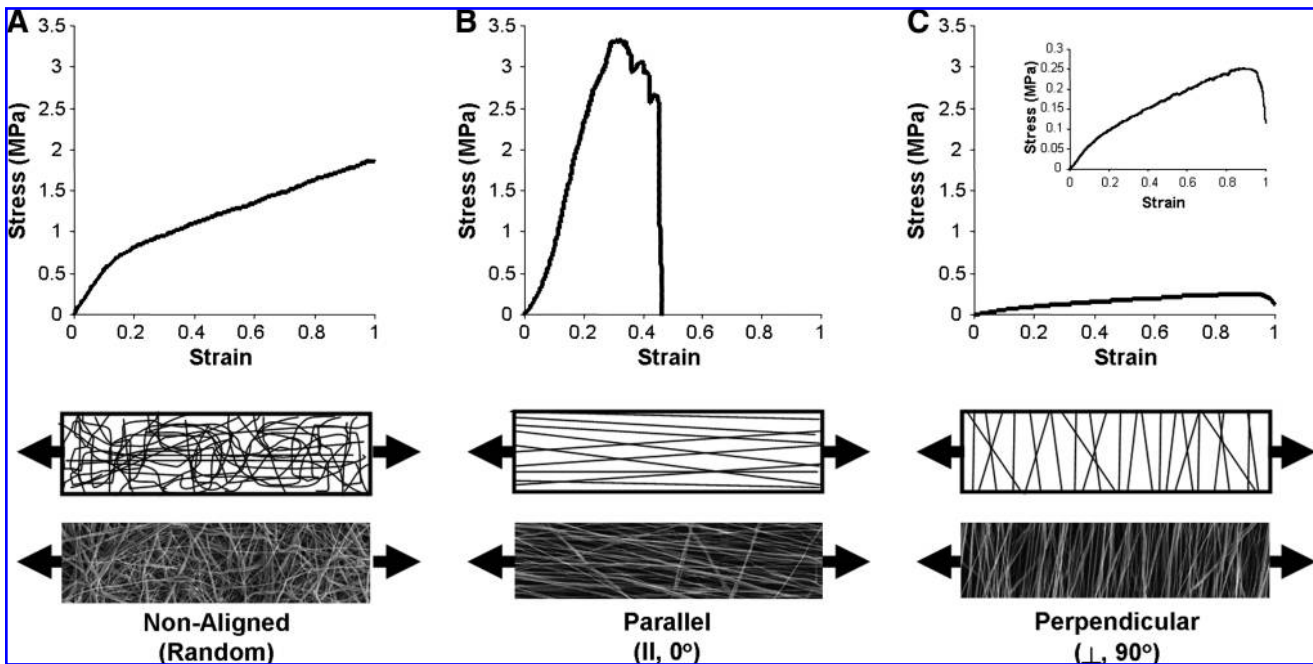 A
3.5
3
2.5
2
1.5
1
0.5
0
Stress (MPa)
0 0.2 0.4 0.6 0.8 1
Strain
B
3.5
3
2.5
2
1.5
1
0.5
0
Stress (MPa)
0 0.2 0.4 0.6 0.8 1
Strain
C
3.5
3
2.5
2
1.5
1
0.5
0
Stress (MPa)
0 0.2 0.4 0.6 0.8 1
Strain
0.3
0.25
0.2
0.15
0.1
0.05
0
Stress (MPa)
0 0.2 0.4 0.6 0.8 1
Strain
Non-Aligned
(Random)
Parallel
(II, 0º)
Perpendicular
(⊥, 90º)